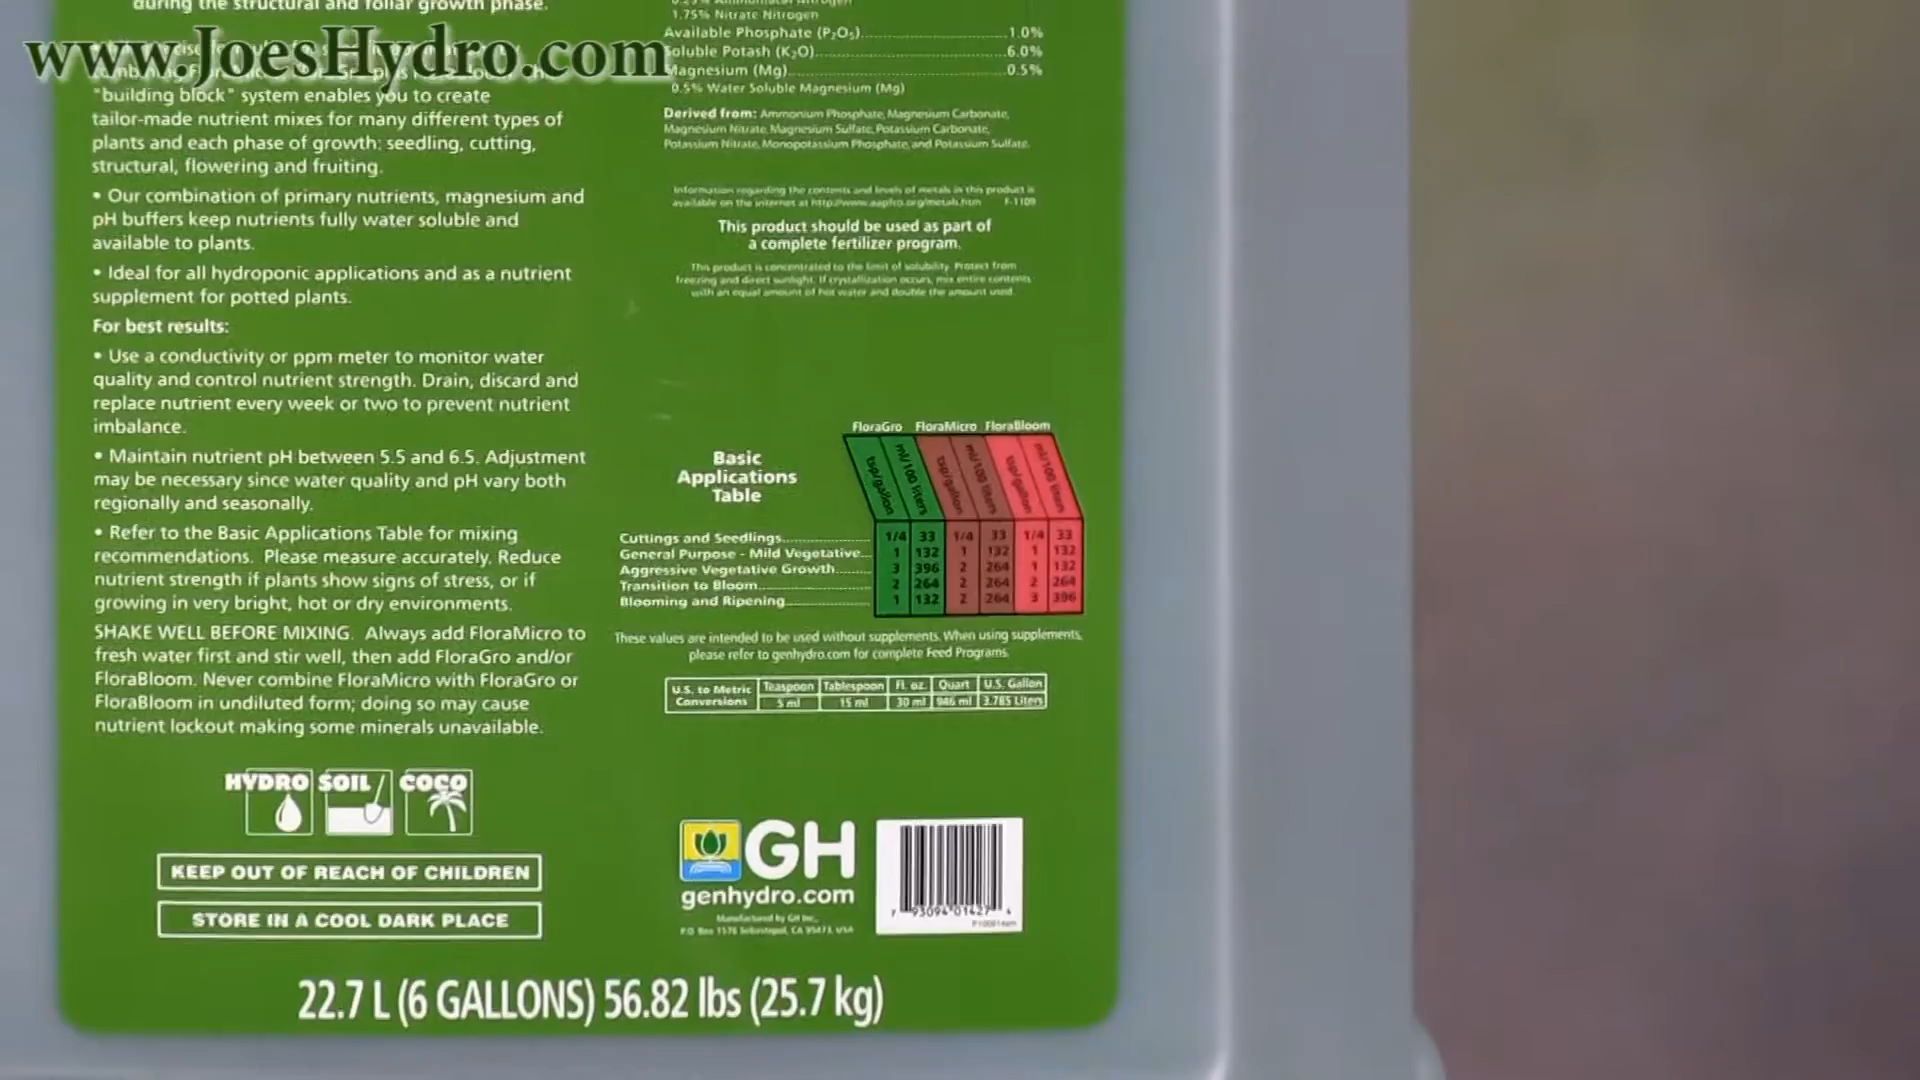 during the structural and foliar growth phase.
www.JoesHydro.com
"building block" system enables you to create
tailor-made nutrient mixes for many different types of
plants and each phase of growth: seedling, cutting,
structural, flowering and fruiting.
• Our combination of primary nutrients, magnesium and
pH buffers keep nutrients fully water soluble and
available to plants.
• Ideal for all hydroponic applications and as a nutrient
supplement for potted plants.
For best results:
• Use a conductivity or ppm meter to monitor water
quality and control nutrient strength. Drain, discard and
replace nutrient every week or two to prevent nutrient
imbalance.
• Maintain nutrient pH between 5.5 and 6.5. Adjustment
may be necessary since water quality and pH vary both
regionally and seasonally.
• Refer to the Basic Applications Table for mixing
recommendations. Please measure accurately. Reduce
nutrient strength if plants show signs of stress, or if
growing in very bright, hot or dry environments.
SHAKE WELL BEFORE MIXING. Always add FloraMicro to
fresh water first and stir well, then add FloraGro and/or
FloraBloom. Never combine FloraMicro with FloraGro or
FloraBloom in undiluted form; doing so may cause
nutrient lockout making some minerals unavailable.
HYDRO SOIL COCO
KEEP OUT OF REACH OF CHILDREN
STORE IN A COOL DARK PLACE
1.75% Nitrate Nitrogen
Available Phosphate (P₂O₅) 1.0%
Soluble Potash (K₂O) 6.0%
Magnesium (Mg) 0.5%
0.5% Water Soluble Magnesium (Mg)
Derived from: Ammonium Phosphate, Magnesium Carbonate,
Magnesium Nitrate, Magnesium Sulfate, Potassium Carbonate,
Potassium Nitrate, Monopotassium Phosphate, and Potassium Sulfate.
Information regarding the contents and levels of metals in this product is
available on the internet at http://www.aapfco.org/metals.htm F-1109
This product should be used as part of
a complete fertilizer program.
This product is concentrated to the limit of solubility. Protect from
freezing and direct sunlight. If crystallization occurs, mix entire contents
with an equal amount of hot water and double the amount used.
FloraGro FloraMicro FloraBloom
Basic
Applications
Table
tsp/gallon ml/100 liters tsp/gallon ml/100 liters tsp/gallon ml/100 liters
Cuttings and Seedlings 1/4 33 1/4 33 1/4 33
General Purpose - Mild Vegetative 1 132 1 132 1 132
Aggressive Vegetative Growth 3 396 2 264 1 132
Transition to Bloom 2 264 2 264 2 264
Blooming and Ripening 1 132 2 264 3 396
These values are intended to be used without supplements. When using supplements,
please refer to genhydro.com for complete Feed Programs.
U.S. to Metric Conversions Teaspoon Tablespoon Fl. oz. Quart U.S. Gallon
5 ml 15 ml 30 ml 946 ml 3.785 Liters
GH
genhydro.com
Manufactured by GH Inc.,
P.O. Box 1576 Sebastopol, CA 95473, USA
7 93094 01427 4
22.7 L (6 GALLONS) 56.82 lbs (25.7 kg)